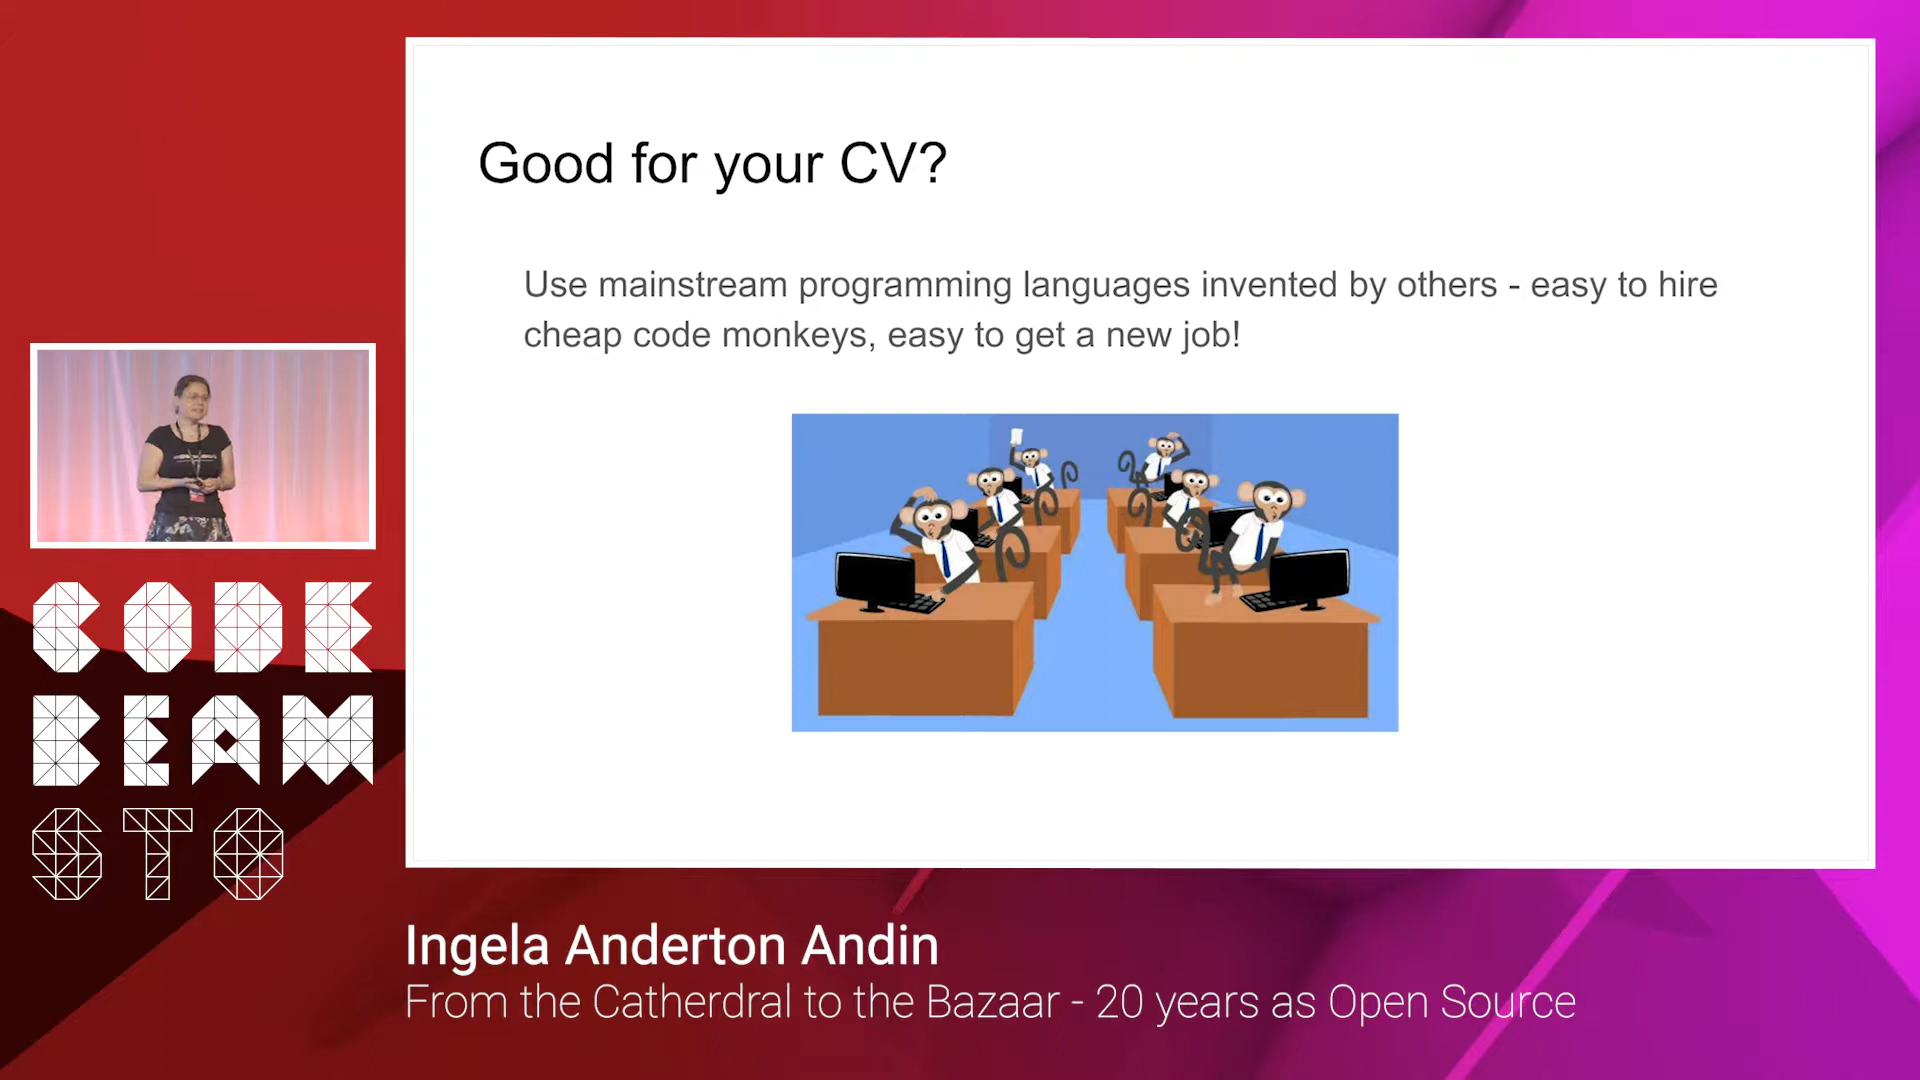 Good for your CV?
Use mainstream programming languages invented by others - easy to hire
cheap code monkeys, easy to get a new job!
CODE
BEAM
STO
Ingela Anderton Andin
From the Catherdral to the Bazaar - 20 years as Open Source